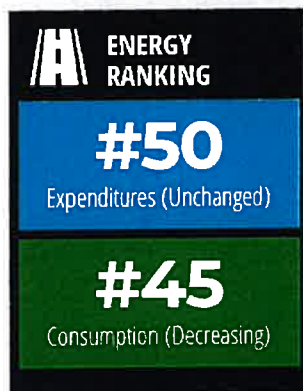 ENERGY
RANKING
#50
Expenditures (Unchanged)
#45
Consumption (Decreasing)